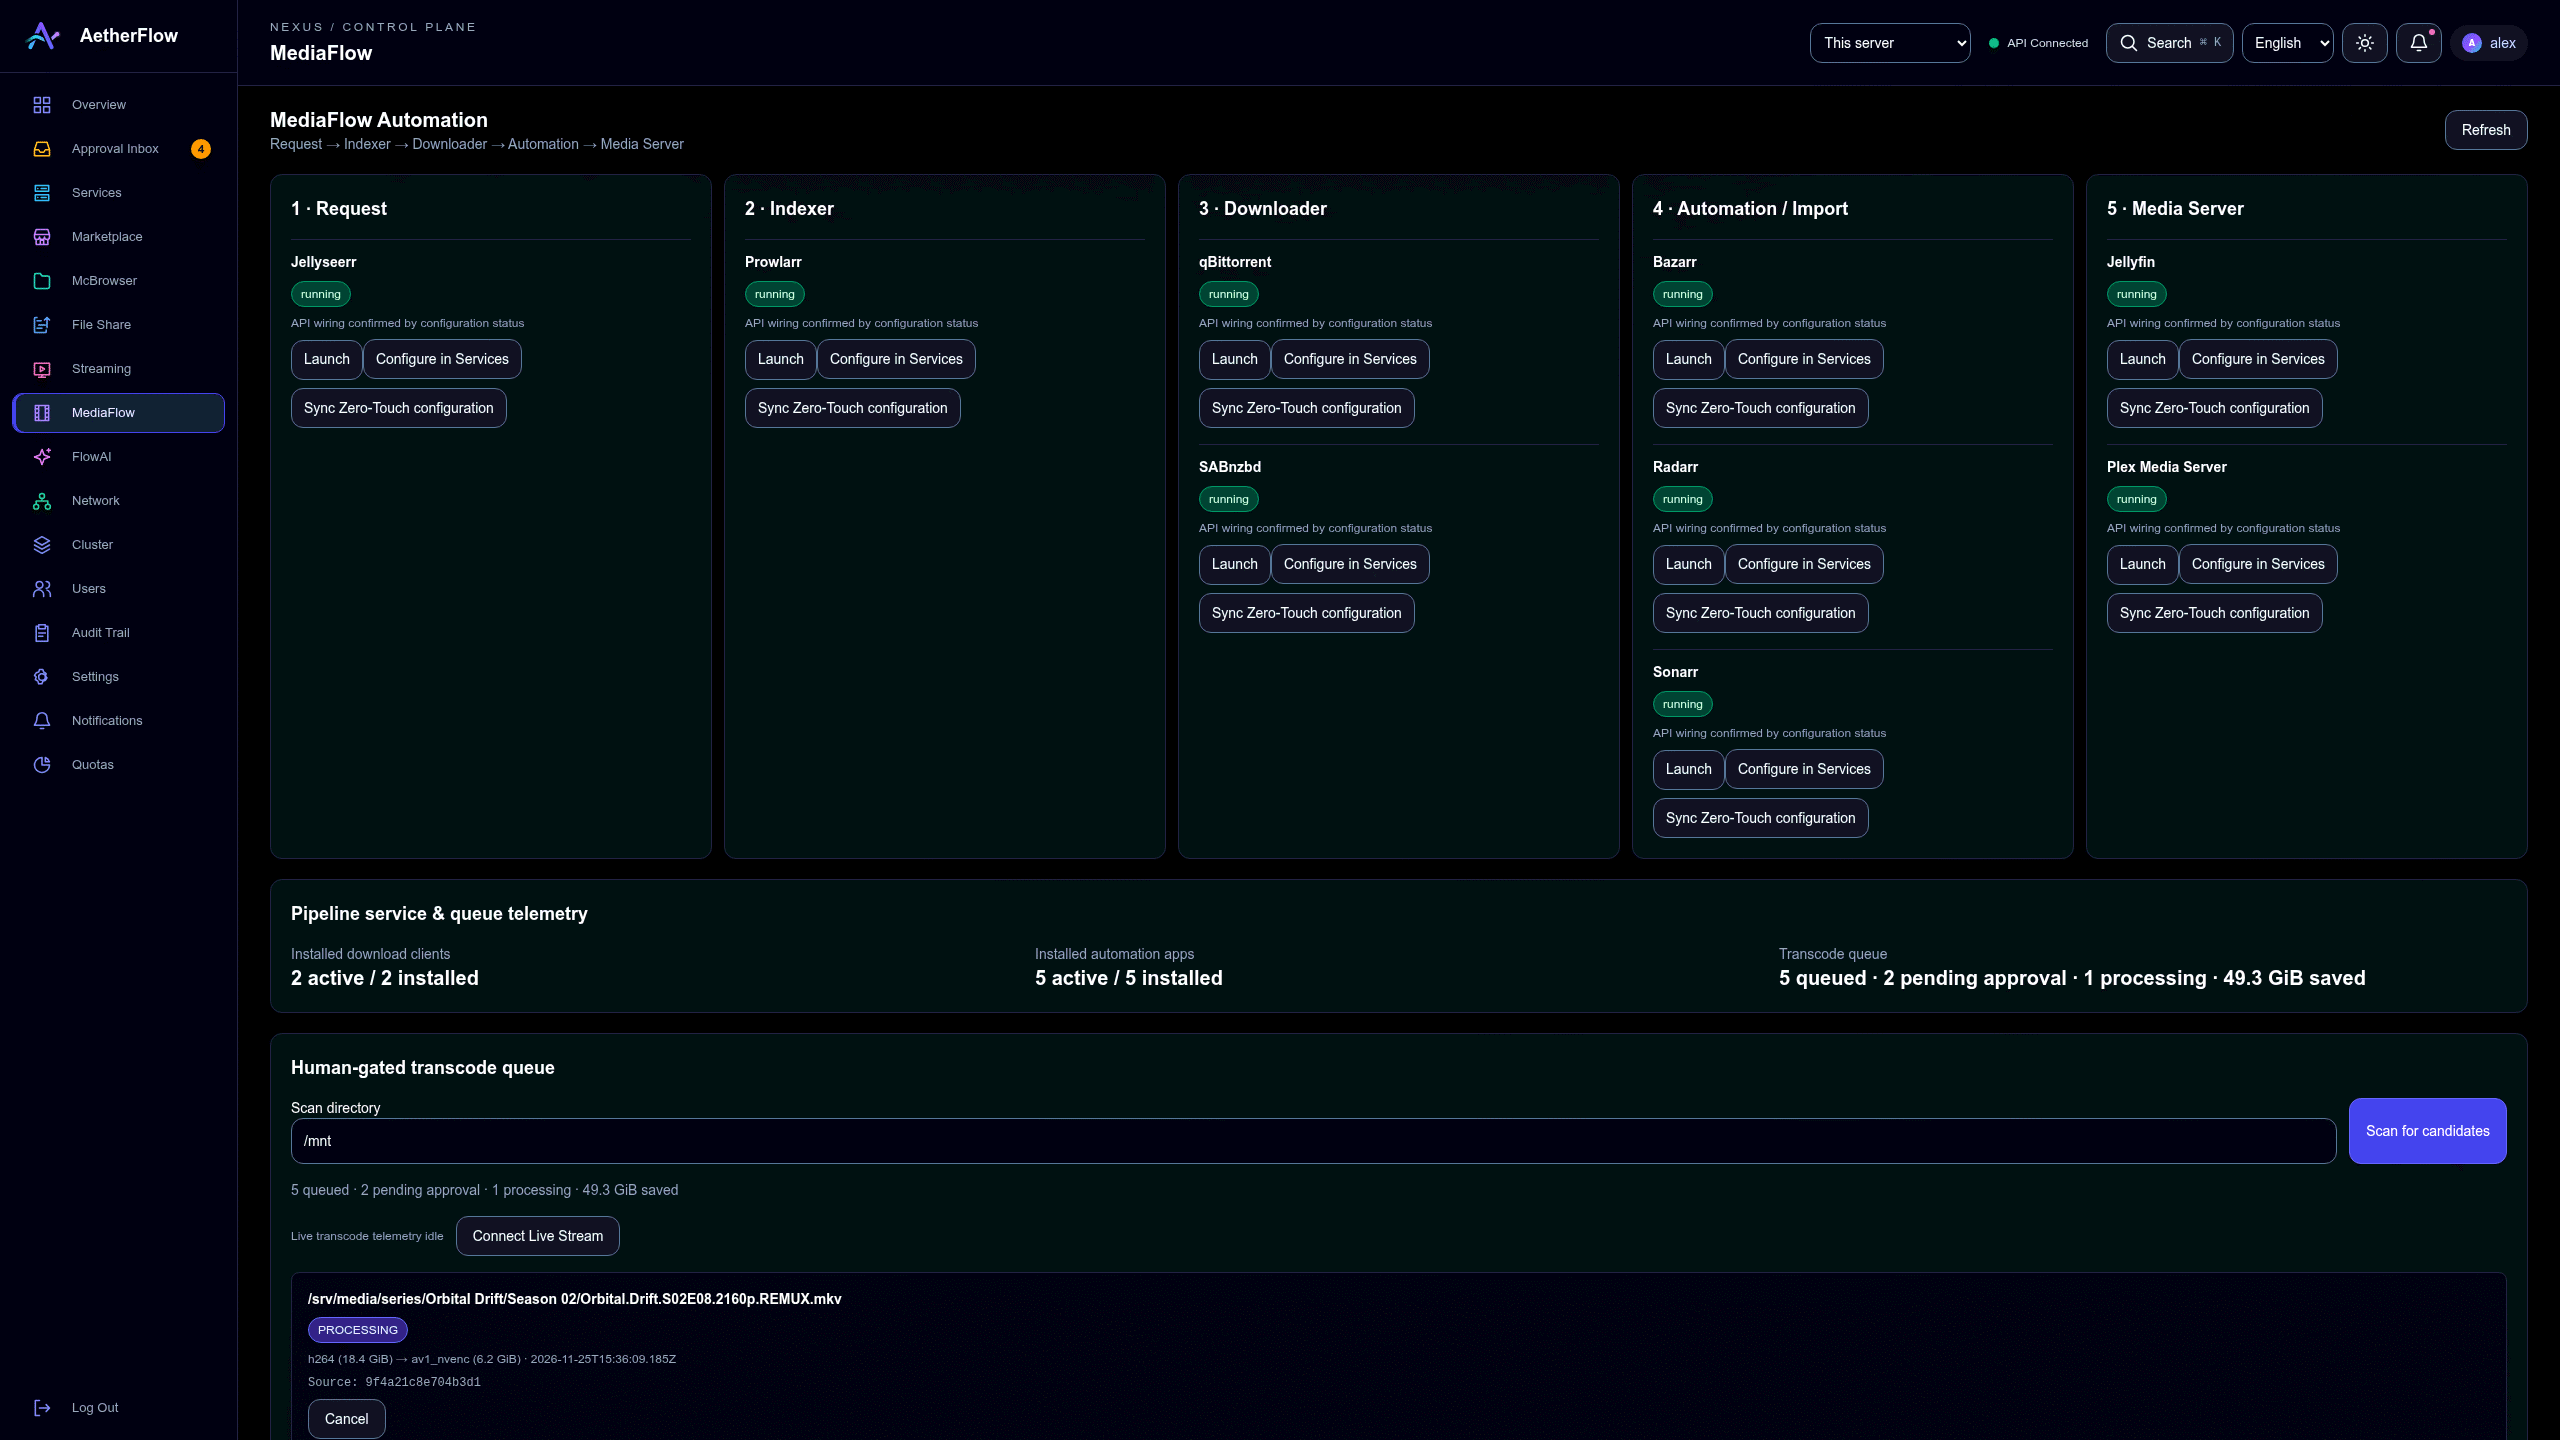 AetherFlow
Overview
Approval Inbox 4
Services
Marketplace
McBrowser
File Share
Streaming
MediaFlow
FlowAI
Network
Cluster
Users
Audit Trail
Settings
Notifications
Quotas
Log Out
NEXUS / CONTROL PLANE
MediaFlow
This server
API Connected
Search ⌘ K
English
A alex
MediaFlow Automation
Request → Indexer → Downloader → Automation → Media Server
Refresh
1 · Request
Jellyseerr
running
API wiring confirmed by configuration status
Launch Configure in Services
Sync Zero-Touch configuration
2 · Indexer
Prowlarr
running
API wiring confirmed by configuration status
Launch Configure in Services
Sync Zero-Touch configuration
3 · Downloader
qBittorrent
running
API wiring confirmed by configuration status
Launch Configure in Services
Sync Zero-Touch configuration
SABnzbd
running
API wiring confirmed by configuration status
Launch Configure in Services
Sync Zero-Touch configuration
4 · Automation / Import
Bazarr
running
API wiring confirmed by configuration status
Launch Configure in Services
Sync Zero-Touch configuration
Radarr
running
API wiring confirmed by configuration status
Launch Configure in Services
Sync Zero-Touch configuration
Sonarr
running
API wiring confirmed by configuration status
Launch Configure in Services
Sync Zero-Touch configuration
5 · Media Server
Jellyfin
running
API wiring confirmed by configuration status
Launch Configure in Services
Sync Zero-Touch configuration
Plex Media Server
running
API wiring confirmed by configuration status
Launch Configure in Services
Sync Zero-Touch configuration
Pipeline service & queue telemetry
Installed download clients
2 active / 2 installed
Installed automation apps
5 active / 5 installed
Transcode queue
5 queued · 2 pending approval · 1 processing · 49.3 GiB saved
Human-gated transcode queue
Scan directory
/mnt
Scan for candidates
5 queued · 2 pending approval · 1 processing · 49.3 GiB saved
Live transcode telemetry idle
Connect Live Stream
/srv/media/series/Orbital Drift/Season 02/Orbital.Drift.S02E08.2160p.REMUX.mkv
PROCESSING
h264 (18.4 GiB) → av1_nvenc (6.2 GiB) · 2026-11-25T15:36:09.185Z
Source: 9f4a21c8e704b3d1
Cancel